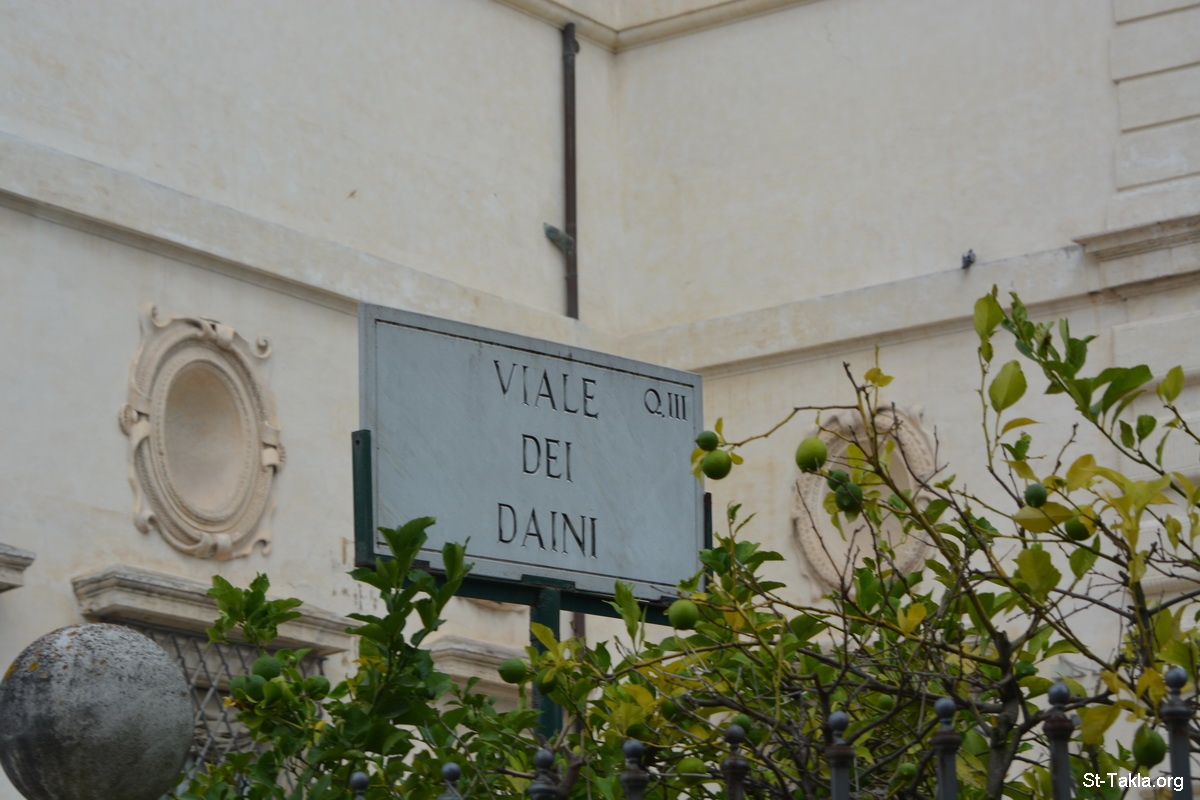 VIALE Q.III
DEI
DAINI
St-Takla.org